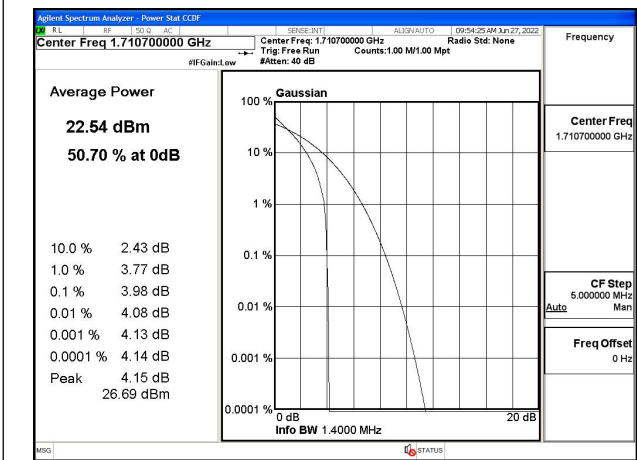 Agilent Spectrum Analyzer - Power Stat CCDF
RL RF 50 Ω AC SENSE:INT ALIGN AUTO 09:54:25 AM Jun 27, 2022
Center Freq 1.710700000 GHz
Center Freq: 1.710700000 GHz Radio Std: None
Trig: Free Run Counts:1.00 M/1.00 Mpt
#IFGain:Low #Atten: 40 dB
Frequency
Average Power
22.54 dBm
50.70 % at 0dB
10.0 % 2.43 dB
1.0 % 3.77 dB
0.1 % 3.98 dB
0.01 % 4.08 dB
0.001 % 4.13 dB
0.0001 % 4.14 dB
Peak 4.15 dB
26.69 dBm
Gaussian
100 %
10 %
1 %
0.1 %
0.01 %
0.001 %
0.0001 %
0 dB 20 dB
Info BW 1.4000 MHz
Center Freq
1.710700000 GHz
CF Step
5.000000 MHz
Auto Man
Freq Offset
0 Hz
MSG STATUS